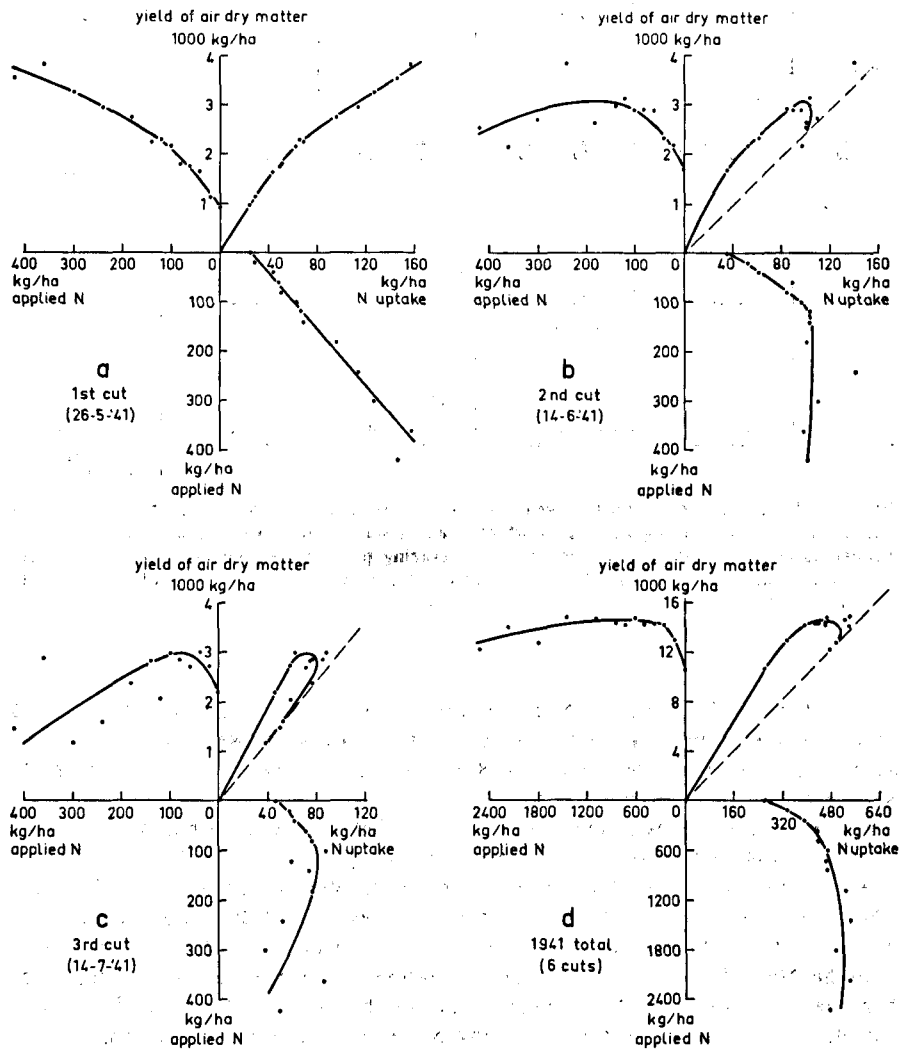 yield of air dry matter
1000 kg/ha
4
3
2
1
400 300 200 100 0 40 80 120 160
kg/ha
applied N
kg/ha
N uptake
100
200
300
400
kg/ha
applied N
a
1st cut
(26-5-'41)
yield of air dry matter
1000 kg/ha
4
3
2
1
400 300 200 100 0 40 80 120 160
kg/ha
applied N
kg/ha
N uptake
100
200
300
400
kg/ha
applied N
b
2nd cut
(14-6-'41)
yield of air dry matter
1000 kg/ha
4
3
2
1
400 300 200 100 0 40 80 120
kg/ha
applied N
kg/ha
N uptake
100
200
300
400
kg/ha
applied N
c
3rd cut
(14-7-'41)
yield of air dry matter
1000 kg/ha
16
12
8
4
2400 1800 1200 600 0 160 320 480 640
kg/ha
applied N
kg/ha
N uptake
600
1200
1800
2400
kg/ha
applied N
d
1941 total
(6 cuts)